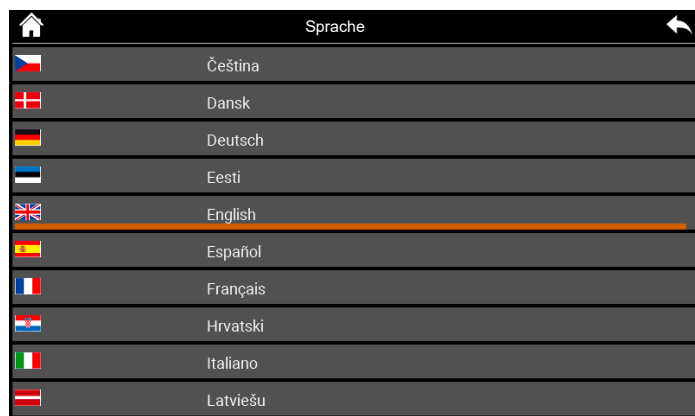 Sprache
Čeština
Dansk
Deutsch
Eesti
English
Español
Français
Hrvatski
Italiano
Latviešu